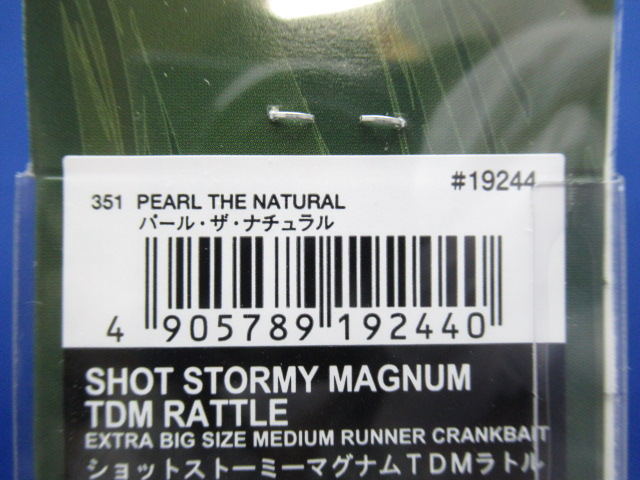 #19244
351 PEARL THE NATURAL
パール・ザ・ナチュラル
4 905789 192440
SHOT STORMY MAGNUM
TDM RATTLE
EXTRA BIG SIZE MEDIUM RUNNER CRANKBAIT
ショットストーミーマグナムTDMラトル